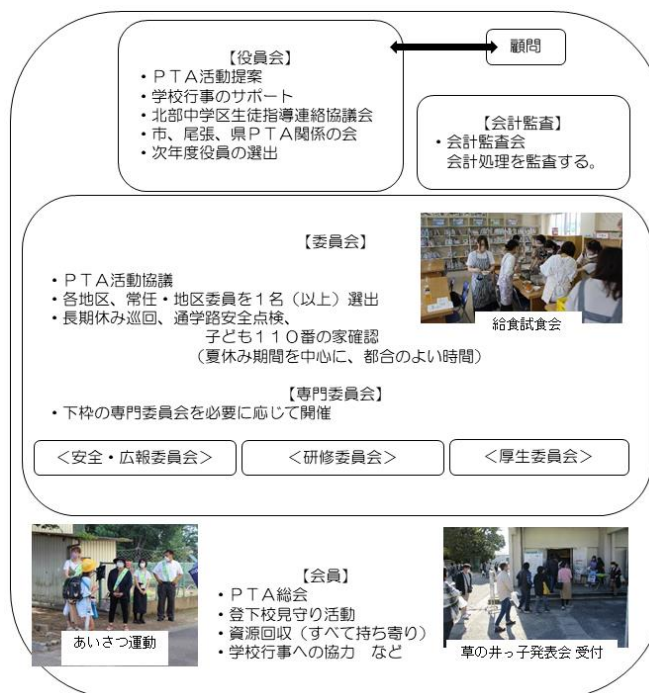 【役員会】
・ＰＴＡ活動提案
・学校行事のサポート
・北部中学区生徒指導連絡協議会
・市、尾張、県ＰＴＡ関係の会
・次年度役員の選出
顧問
【会計監査】
・会計監査会
会計処理を監査する。
【委員会】
・ＰＴＡ活動協議
・各地区、常任・地区委員を１名（以上）選出
・長期休み巡回、通学路安全点検、
子ども１１０番の家確認
（夏休み期間を中心に、都合のよい時間）
給食試食会
【専門委員会】
・下枠の専門委員会を必要に応じて開催
＜安全・広報委員会＞
＜研修委員会＞
＜厚生委員会＞
【会員】
・ＰＴＡ総会
・登下校見守り活動
・資源回収（すべて持ち寄り）
・学校行事への協力　など
あいさつ運動
草の井っ子発表会 受付